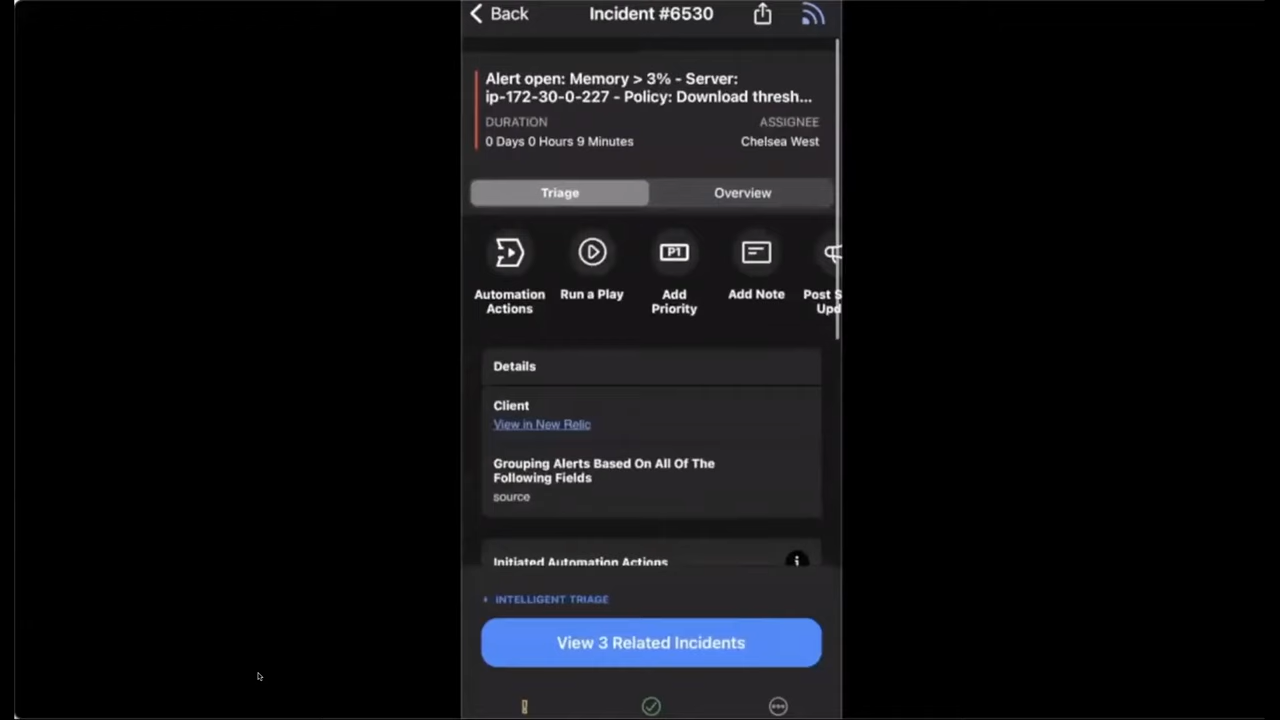 Back
Incident #6530
Alert open: Memory > 3% - Server:
ip-172-30-0-227 - Policy: Download thresh...
DURATION
ASSIGNEE
0 Days 0 Hours 9 Minutes
Chelsea West
Triage
Overview
P1
Automation
Actions
Run a Play
Add
Priority
Add Note
Post S
Upd
Details
Client
View in New Relic
Grouping Alerts Based On All Of The
Following Fields
source
Initiated Automation Actions
INTELLIGENT TRIAGE
View 3 Related Incidents